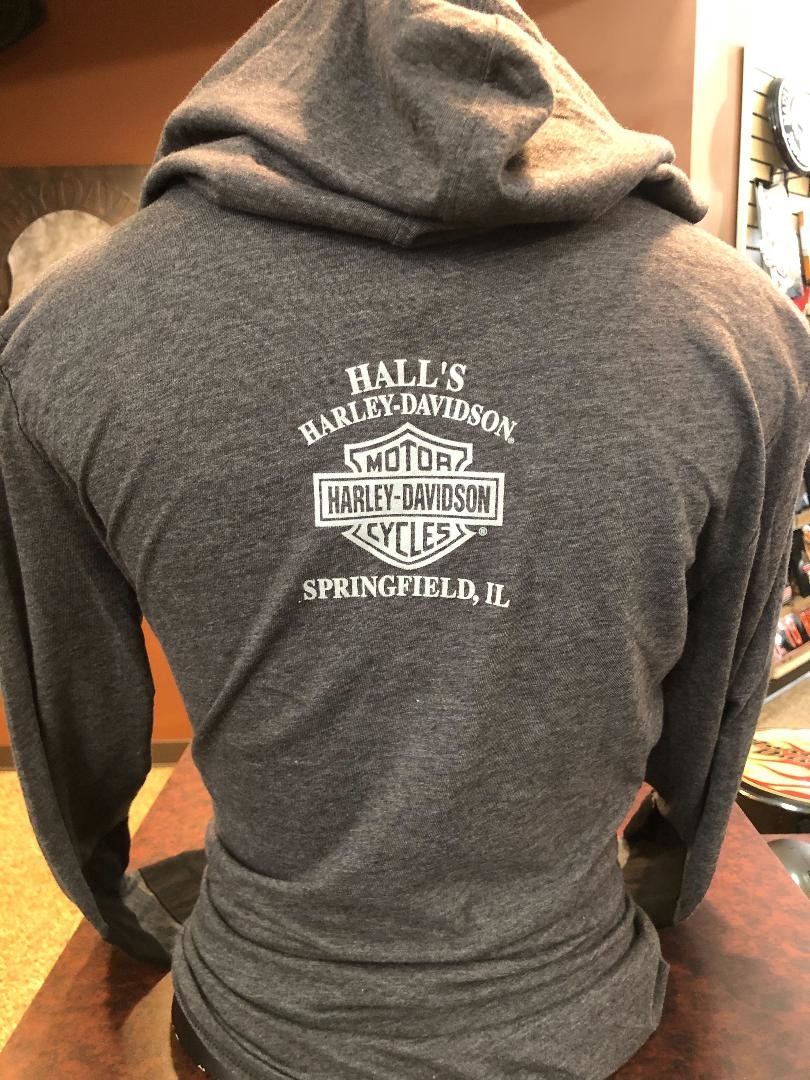 HALL'S
HARLEY-DAVIDSON®
MOTOR
HARLEY-DAVIDSON
CYCLES®
SPRINGFIELD, IL